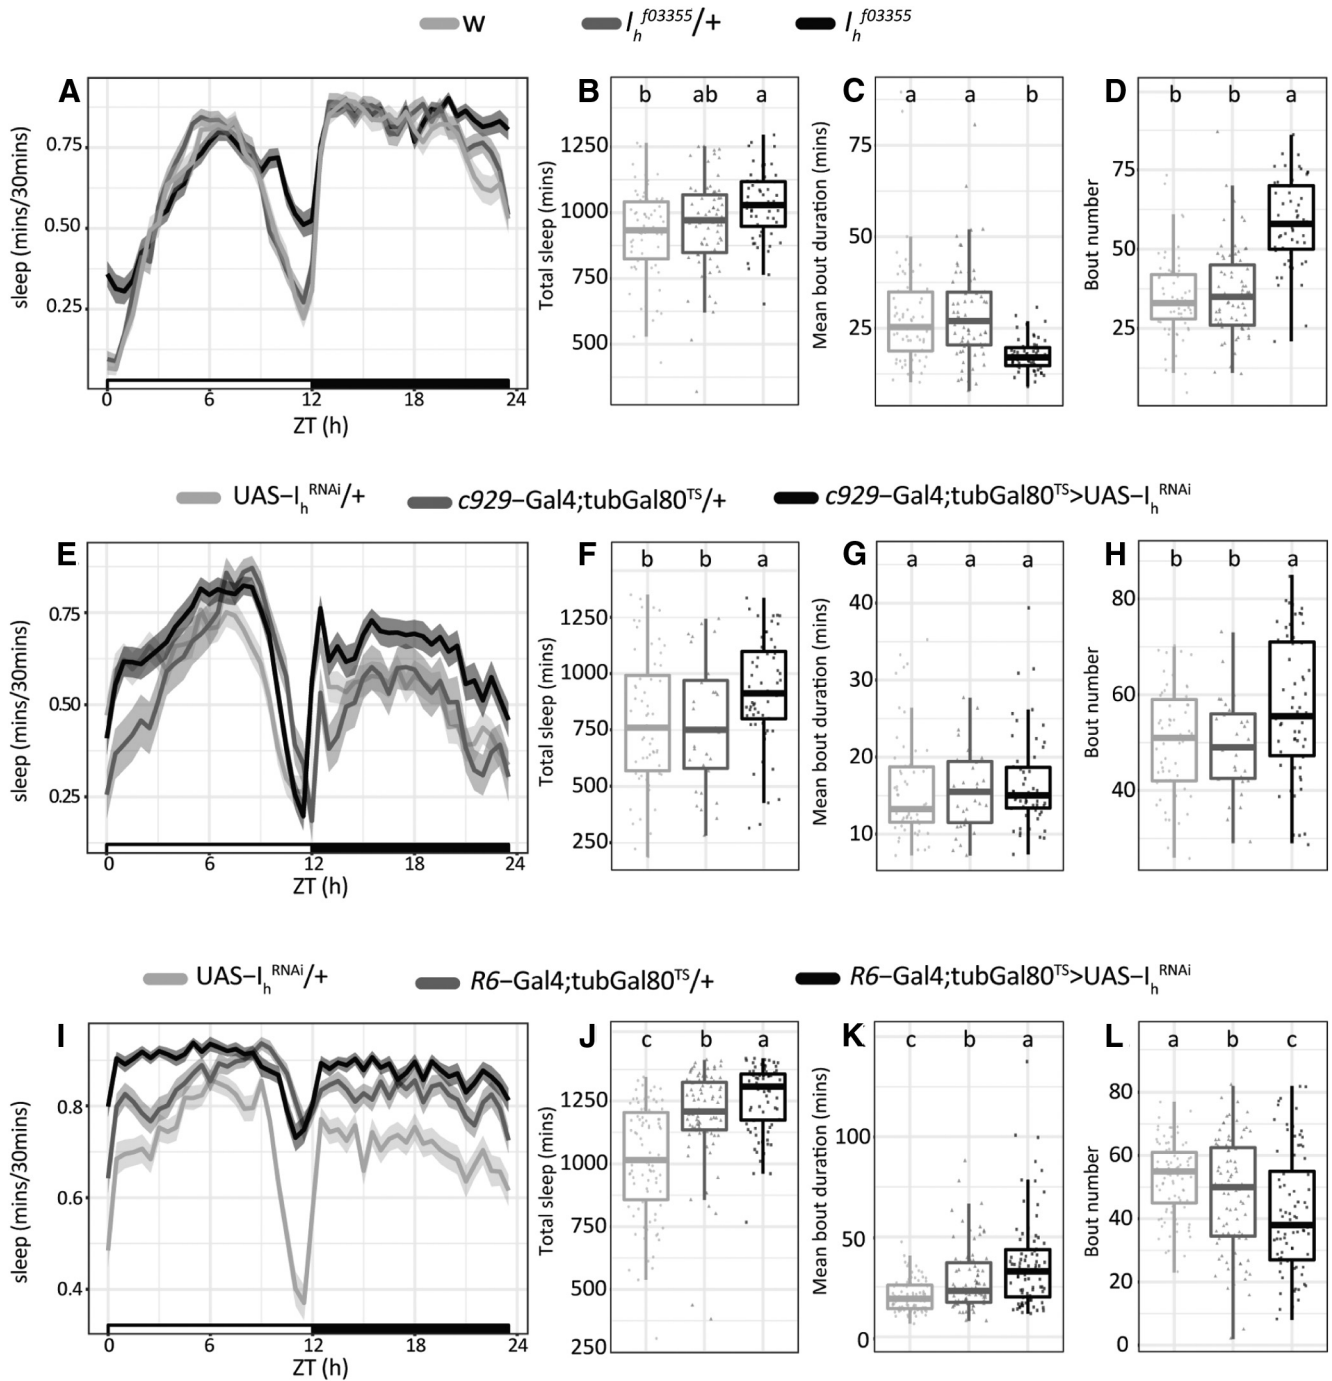 w I_h^f03355/+ I_h^f03355
A B C D
b ab a
a a b
b b a
sleep (mins/30mins)
0.75
0.50
0.25
0 6 12 18 24
ZT (h)
Total sleep (mins)
1250
1000
750
500
Mean bout duration (mins)
75
50
25
Bout number
75
50
25
UAS–I_h^RNAi/+ c929–Gal4;tubGal80^TS/+ c929–Gal4;tubGal80^TS>UAS–I_h^RNAi
E F G H
b b a
a a a
b b a
sleep (mins/30mins)
0.75
0.50
0.25
0 6 12 18 24
ZT (h)
Total sleep (mins)
1250
1000
750
500
250
Mean bout duration (mins)
40
30
20
10
Bout number
80
60
40
UAS–I_h^RNAi/+ R6–Gal4;tubGal80^TS/+ R6–Gal4;tubGal80^TS>UAS–I_h^RNAi
I J K L
c b a
c b a
a b c
sleep (mins/30mins)
0.8
0.6
0.4
0 6 12 18 24
ZT (h)
Total sleep (mins)
1250
1000
750
500
250
Mean bout duration (mins)
100
50
0
Bout number
80
60
40
20
0